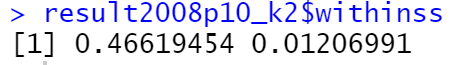 > result2008p10_k2$withinss
[1] 0.46619454 0.01206991